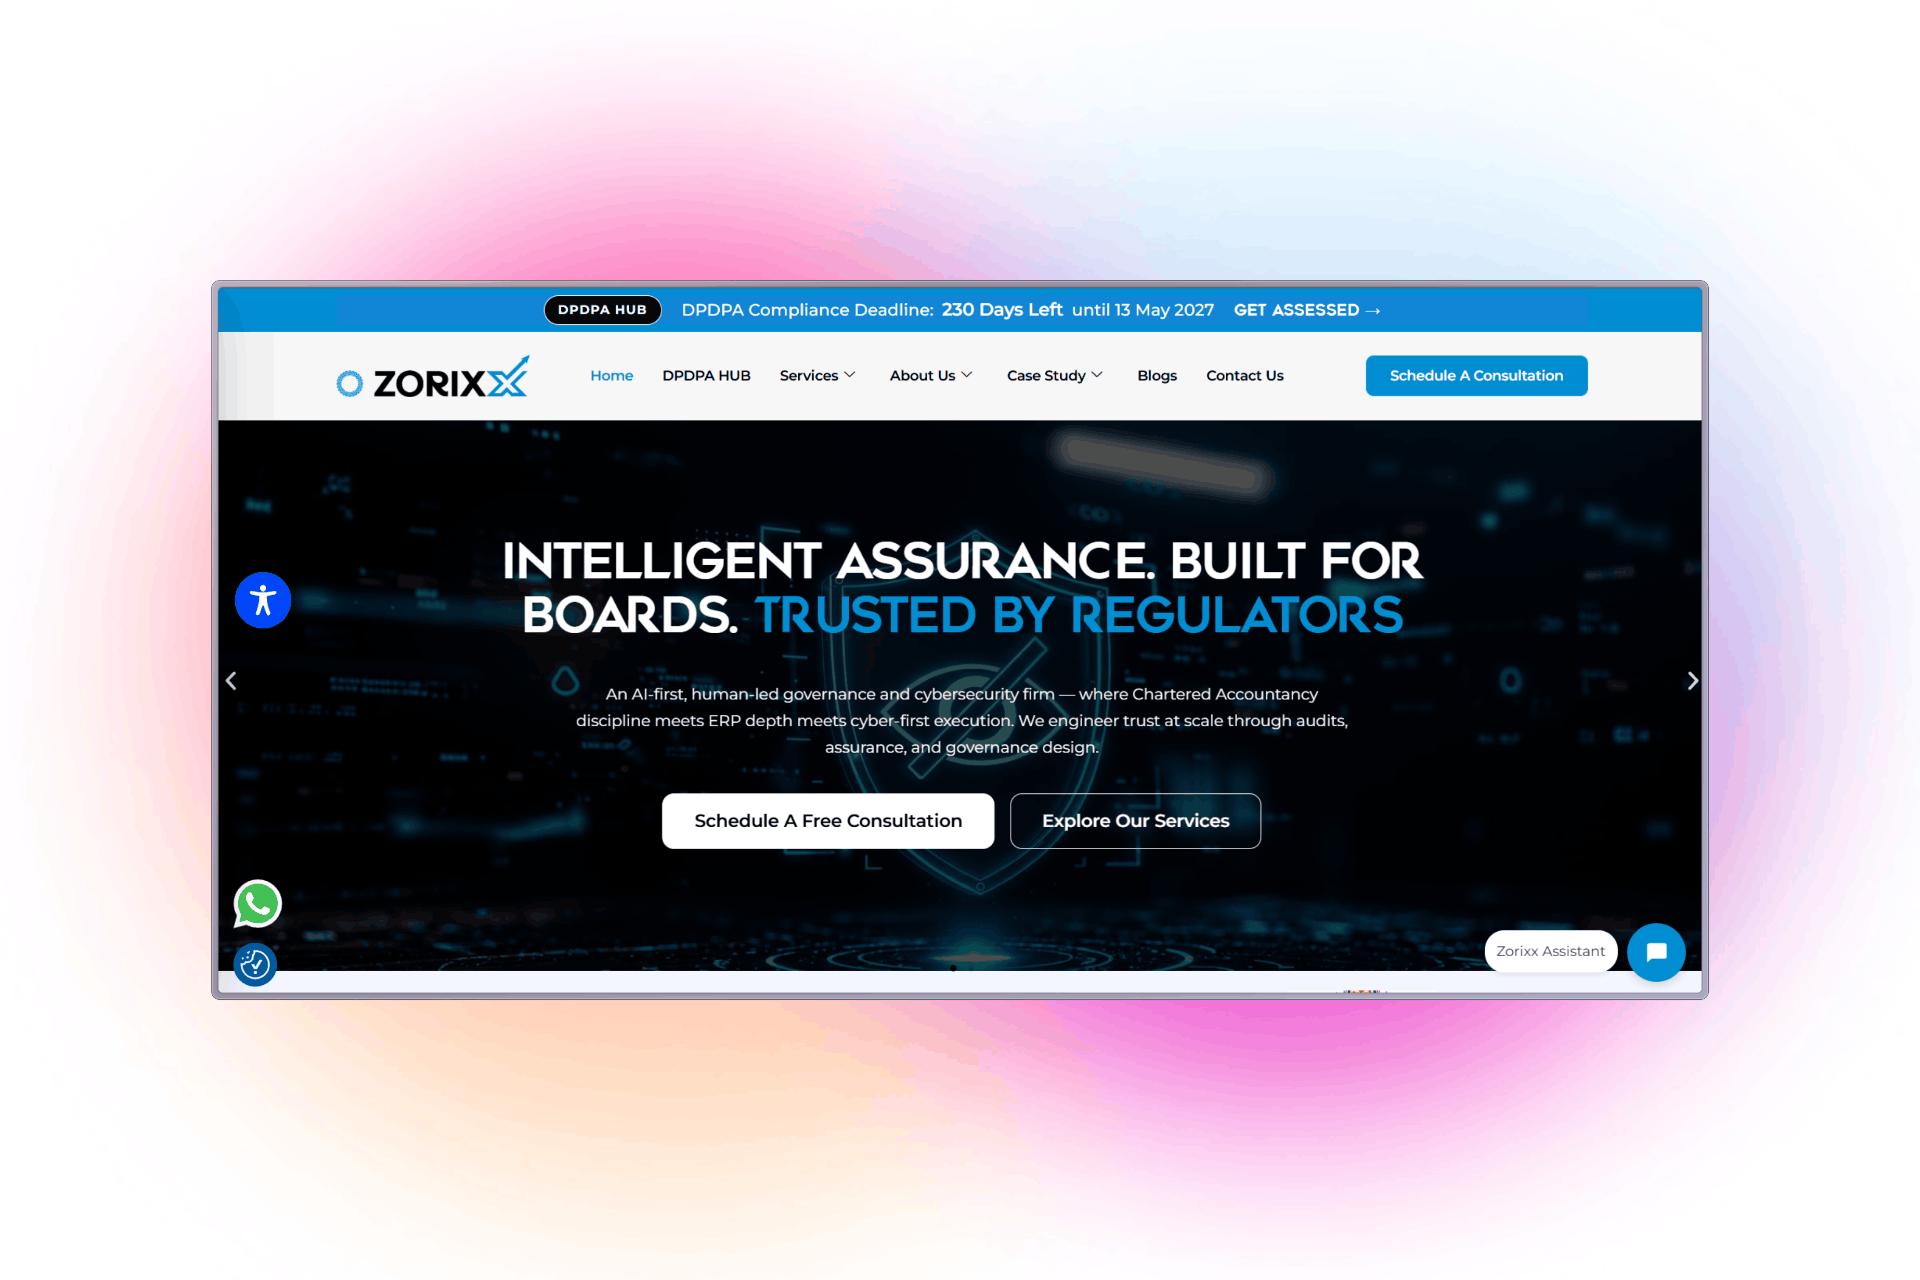 DPDPA HUB DPDPA Compliance Deadline: 230 Days Left until 13 May 2027 GET ASSESSED →
ZORIXX Home DPDPA HUB Services About Us Case Study Blogs Contact Us Schedule A Consultation
INTELLIGENT ASSURANCE. BUILT FOR
BOARDS. TRUSTED BY REGULATORS
An AI-first, human-led governance and cybersecurity firm — where Chartered Accountancy
discipline meets ERP depth meets cyber-first execution. We engineer trust at scale through audits,
assurance, and governance design.
Schedule A Free Consultation Explore Our Services
Zorixx Assistant